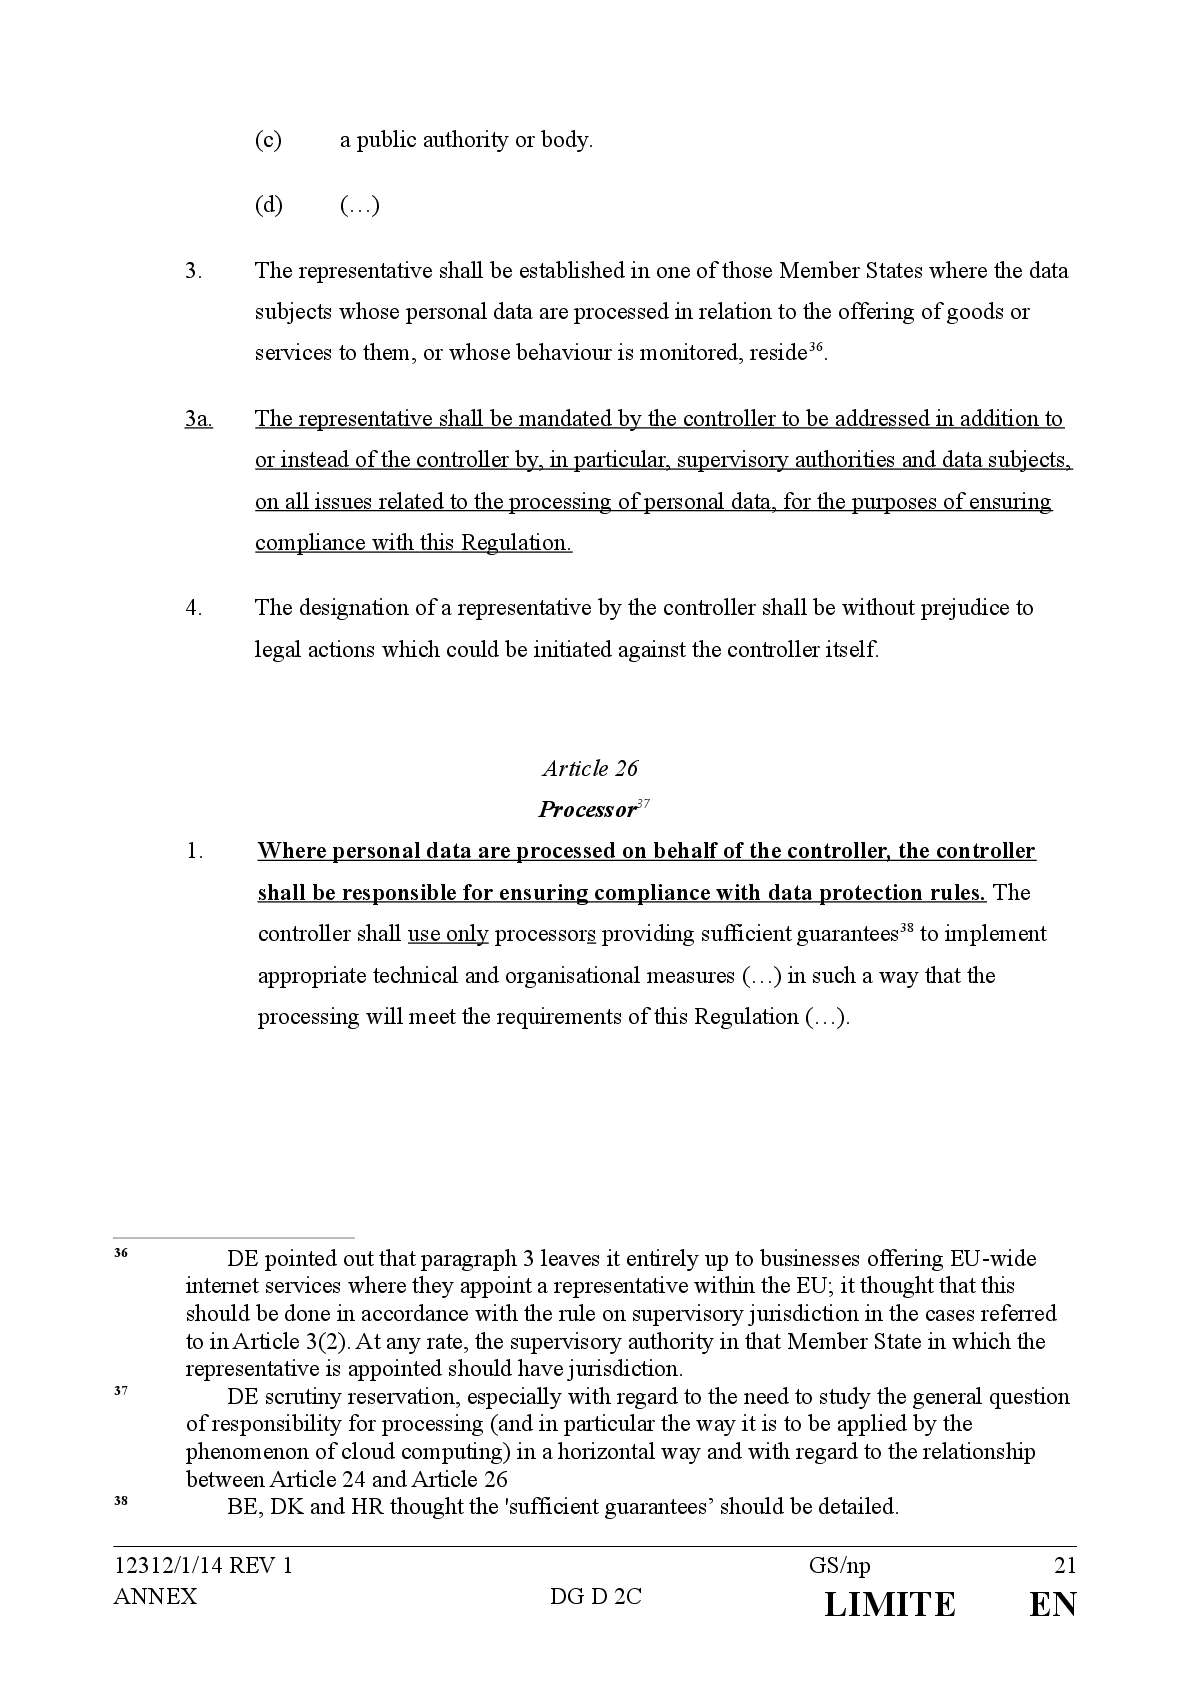 (c) a public authority or body.
(d) (…)
3. The representative shall be established in one of those Member States where the data
subjects whose personal data are processed in relation to the offering of goods or
services to them, or whose behaviour is monitored, reside36.
3a. The representative shall be mandated by the controller to be addressed in addition to
or instead of the controller by, in particular, supervisory authorities and data subjects,
on all issues related to the processing of personal data, for the purposes of ensuring
compliance with this Regulation.
4. The designation of a representative by the controller shall be without prejudice to
legal actions which could be initiated against the controller itself.
Article 26
Processor37
1. Where personal data are processed on behalf of the controller, the controller
shall be responsible for ensuring compliance with data protection rules. The
controller shall use only processors providing sufficient guarantees38 to implement
appropriate technical and organisational measures (…) in such a way that the
processing will meet the requirements of this Regulation (…).
36 DE pointed out that paragraph 3 leaves it entirely up to businesses offering EU-wide
internet services where they appoint a representative within the EU; it thought that this
should be done in accordance with the rule on supervisory jurisdiction in the cases referred
to in Article 3(2). At any rate, the supervisory authority in that Member State in which the
representative is appointed should have jurisdiction.
37 DE scrutiny reservation, especially with regard to the need to study the general question
of responsibility for processing (and in particular the way it is to be applied by the
phenomenon of cloud computing) in a horizontal way and with regard to the relationship
between Article 24 and Article 26
38 BE, DK and HR thought the 'sufficient guarantees’ should be detailed.
12312/1/14 REV 1 GS/np 21
ANNEX DG D 2C LIMITE EN